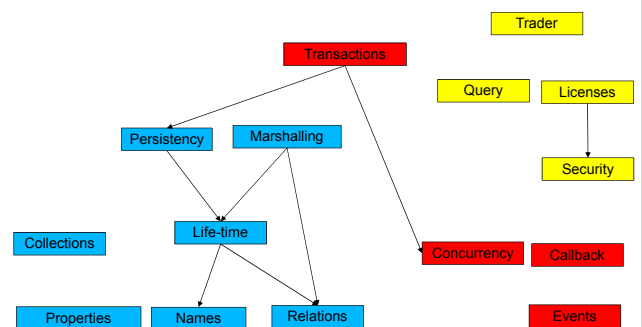 Trader
Transactions
Query
Licenses
Persistency
Marshalling
Security
Life-time
Collections
Concurrency
Callback
Properties
Names
Relations
Events